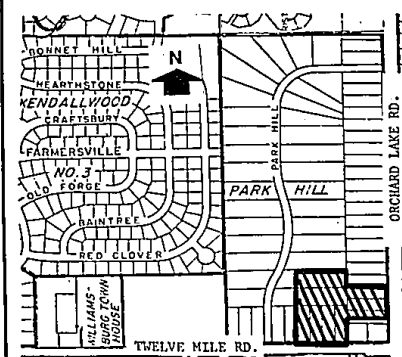 BONNET HILL
N
HEARTHSTONE
KENDALLWOOD
CRAFTSBURY
FARMERSVILLE
NO. 3
OLD FORGE
BAINTREE
RED CLOVER
PARK HILL
PARK HILL
ORCHARD LAKE RD.
WILLIAMS-
BURG TOWN
HOUSE
TWELVE MILE RD.